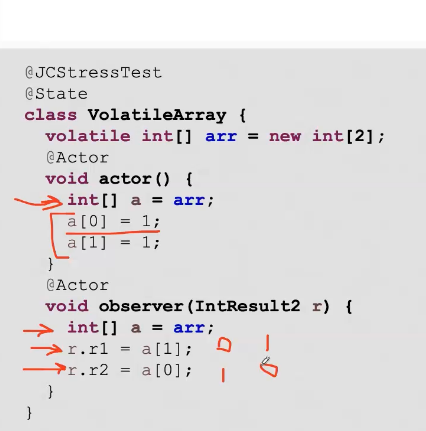 @JCStressTest
@State
class VolatileArray {
volatile int[] arr = new int[2];
@Actor
void actor() {
int[] a = arr;
a[0] = 1;
a[1] = 1;
}
@Actor
void observer(IntResult2 r) {
int[] a = arr;
r.r1 = a[1]; 0 1
r.r2 = a[0]; 1 0
}
}